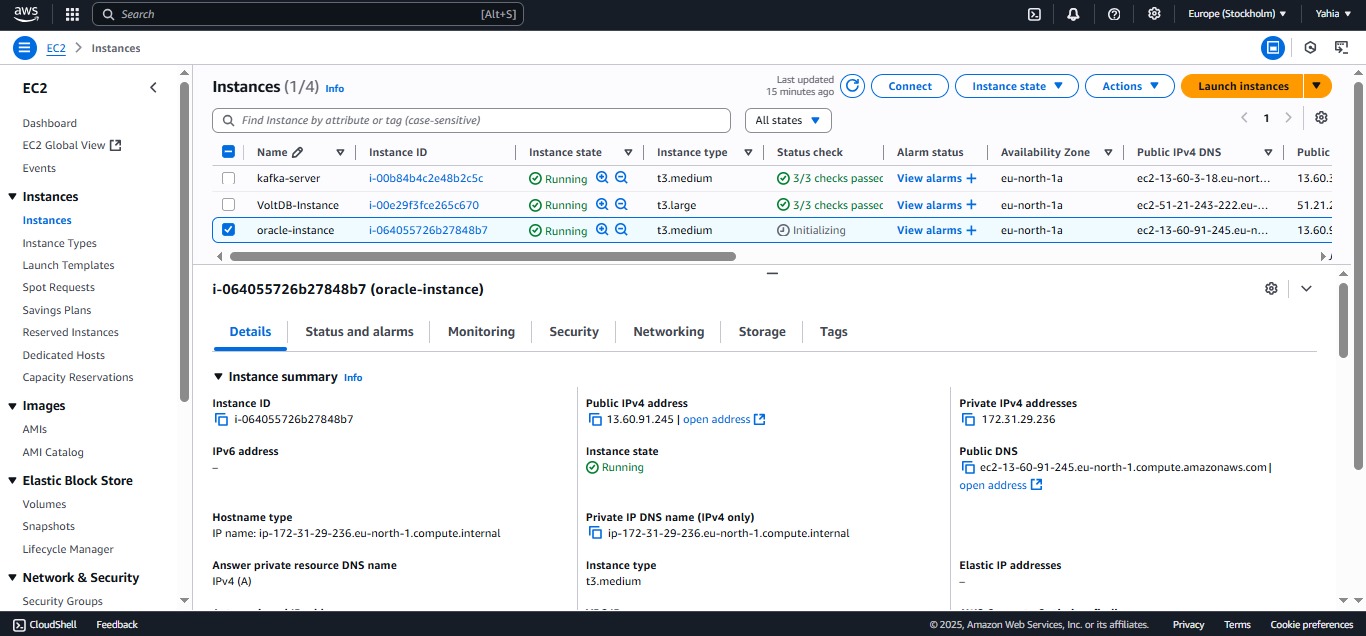 aws
Search [Alt+S]
Europe (Stockholm)
Yahia
EC2
Instances
EC2
Dashboard
EC2 Global View
Events
Instances
Instances
Instance Types
Launch Templates
Spot Requests
Savings Plans
Reserved Instances
Dedicated Hosts
Capacity Reservations
Images
AMIs
AMI Catalog
Elastic Block Store
Volumes
Snapshots
Lifecycle Manager
Network & Security
Security Groups
Instances (1/4) Info
Last updated
15 minutes ago
Connect
Instance state
Actions
Launch instances
Find Instance by attribute or tag (case-sensitive)
All states
1
Name Instance ID Instance state Instance type Status check Alarm status Availability Zone Public IPv4 DNS Public
kafka-server i-00b84b4c2e48b2c5c Running t3.medium 3/3 checks passed View alarms + eu-north-1a ec2-13-60-3-18.eu-nort... 13.60.3
VoltDB-Instance i-00e29f3fce265c670 Running t3.large 3/3 checks passed View alarms + eu-north-1a ec2-51-21-243-222.eu-... 51.21.2
oracle-instance i-064055726b27848b7 Running t3.medium Initializing View alarms + eu-north-1a ec2-13-60-91-245.eu-n... 13.60.9
i-064055726b27848b7 (oracle-instance)
Details Status and alarms Monitoring Security Networking Storage Tags
Instance summary Info
Instance ID
i-064055726b27848b7
Public IPv4 address
13.60.91.245 | open address
Private IPv4 addresses
172.31.29.236
IPv6 address
–
Instance state
Running
Public DNS
ec2-13-60-91-245.eu-north-1.compute.amazonaws.com |
open address
Hostname type
IP name: ip-172-31-29-236.eu-north-1.compute.internal
Private IP DNS name (IPv4 only)
ip-172-31-29-236.eu-north-1.compute.internal
Answer private resource DNS name
IPv4 (A)
Instance type
t3.medium
Elastic IP addresses
–
CloudShell
Feedback
© 2025, Amazon Web Services, Inc. or its affiliates.
Privacy
Terms
Cookie preferences